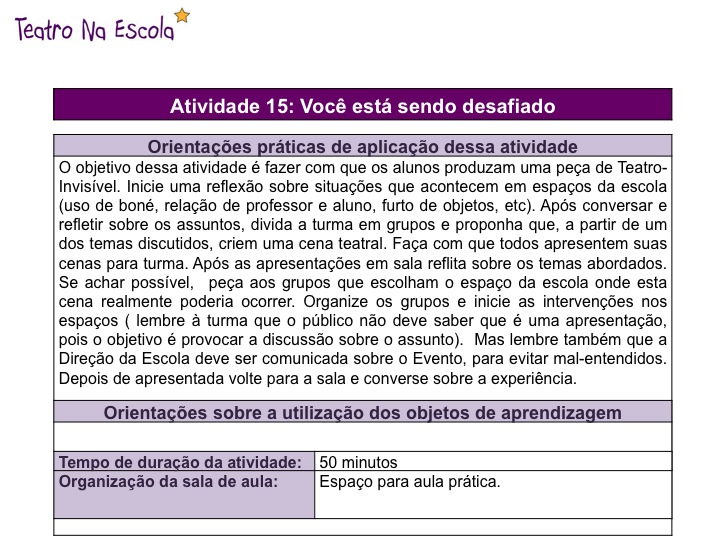 Teatro Na Escola
Atividade 15: Você está sendo desafiado
Orientações práticas de aplicação dessa atividade
O objetivo dessa atividade é fazer com que os alunos produzam uma peça de Teatro-
Invisível. Inicie uma reflexão sobre situações que acontecem em espaços da escola
(uso de boné, relação de professor e aluno, furto de objetos, etc). Após conversar e
refletir sobre os assuntos, divida a turma em grupos e proponha que, a partir de um
dos temas discutidos, criem uma cena teatral. Faça com que todos apresentem suas
cenas para turma. Após as apresentações em sala reflita sobre os temas abordados.
Se achar possível, peça aos grupos que escolham o espaço da escola onde esta
cena realmente poderia ocorrer. Organize os grupos e inicie as intervenções nos
espaços ( lembre à turma que o público não deve saber que é uma apresentação,
pois o objetivo é provocar a discussão sobre o assunto). Mas lembre também que a
Direção da Escola deve ser comunicada sobre o Evento, para evitar mal-entendidos.
Depois de apresentada volte para a sala e converse sobre a experiência.
Orientações sobre a utilização dos objetos de aprendizagem
Tempo de duração da atividade: 50 minutos
Organização da sala de aula: Espaço para aula prática.